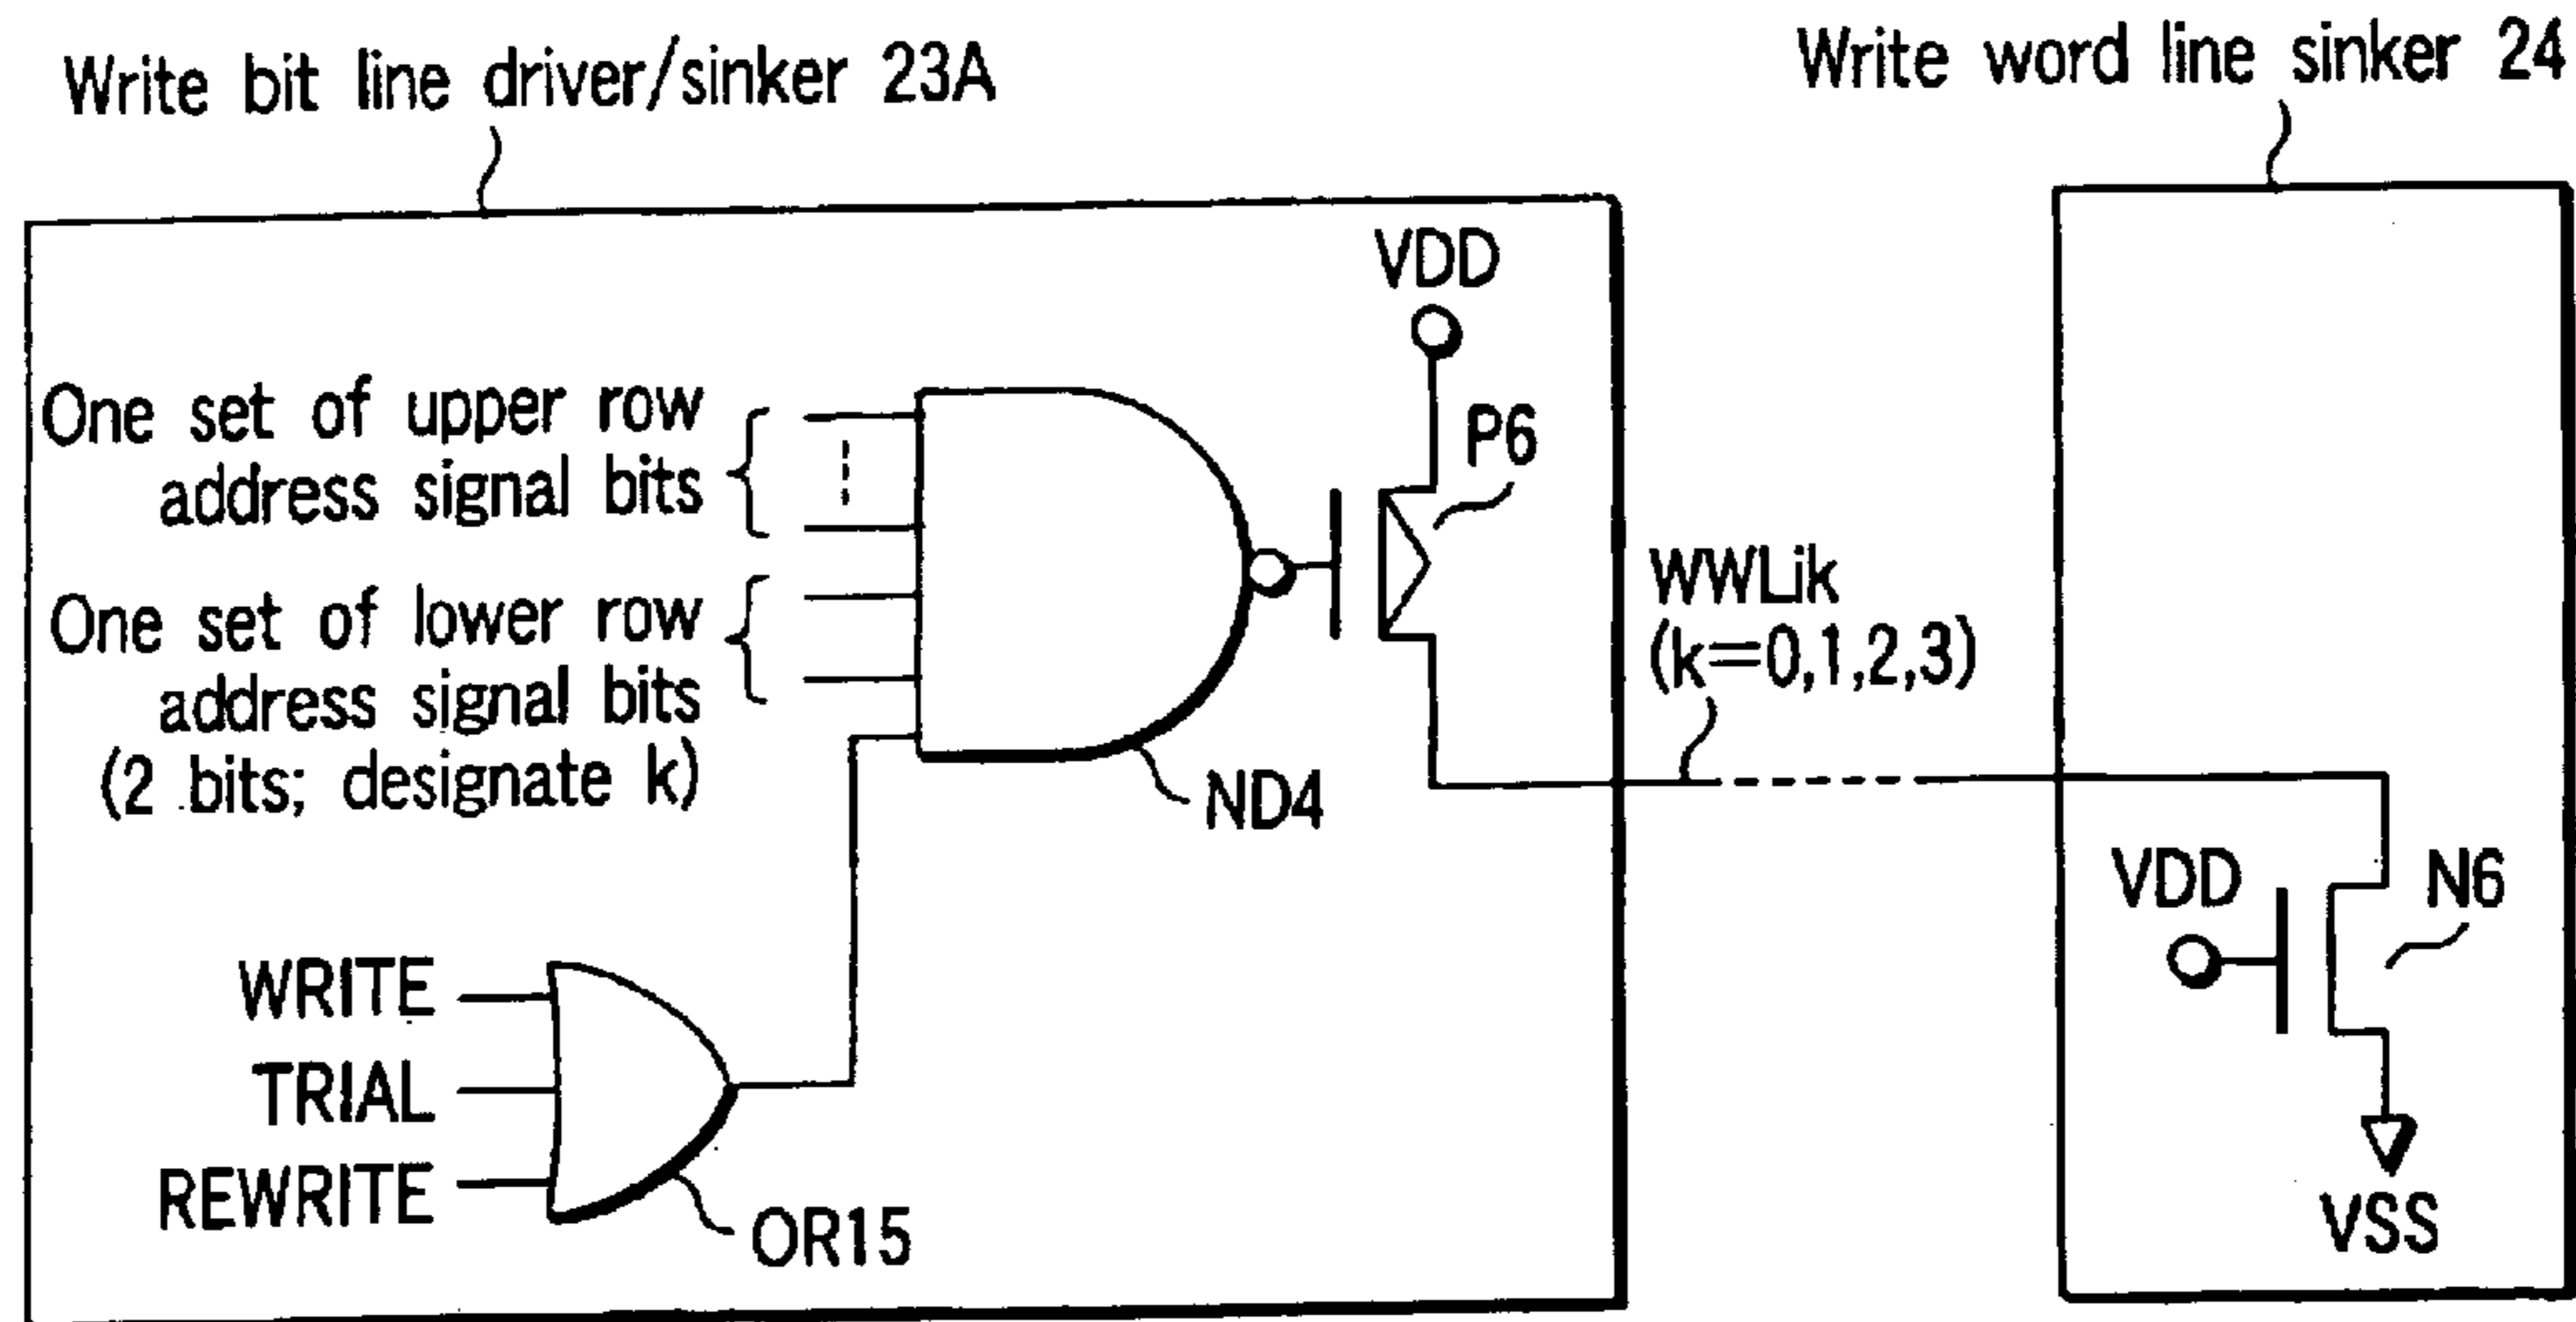 Write bit line driver/sinker 23A
Write word line sinker 24
VDD
One set of upper row
address signal bits
P6
One set of lower row
address signal bits
(2 bits; designate k)
WWLik
(k=0,1,2,3)
ND4
VDD
N6
WRITE
TRIAL
REWRITE
OR15
VSS